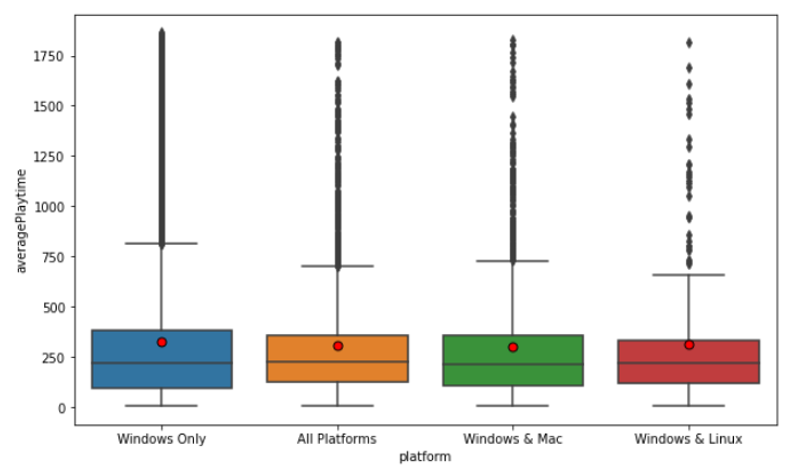 1750
1500
1250
1000
750
500
250
0
averagePlaytime
Windows Only
All Platforms
Windows & Mac
Windows & Linux
platform